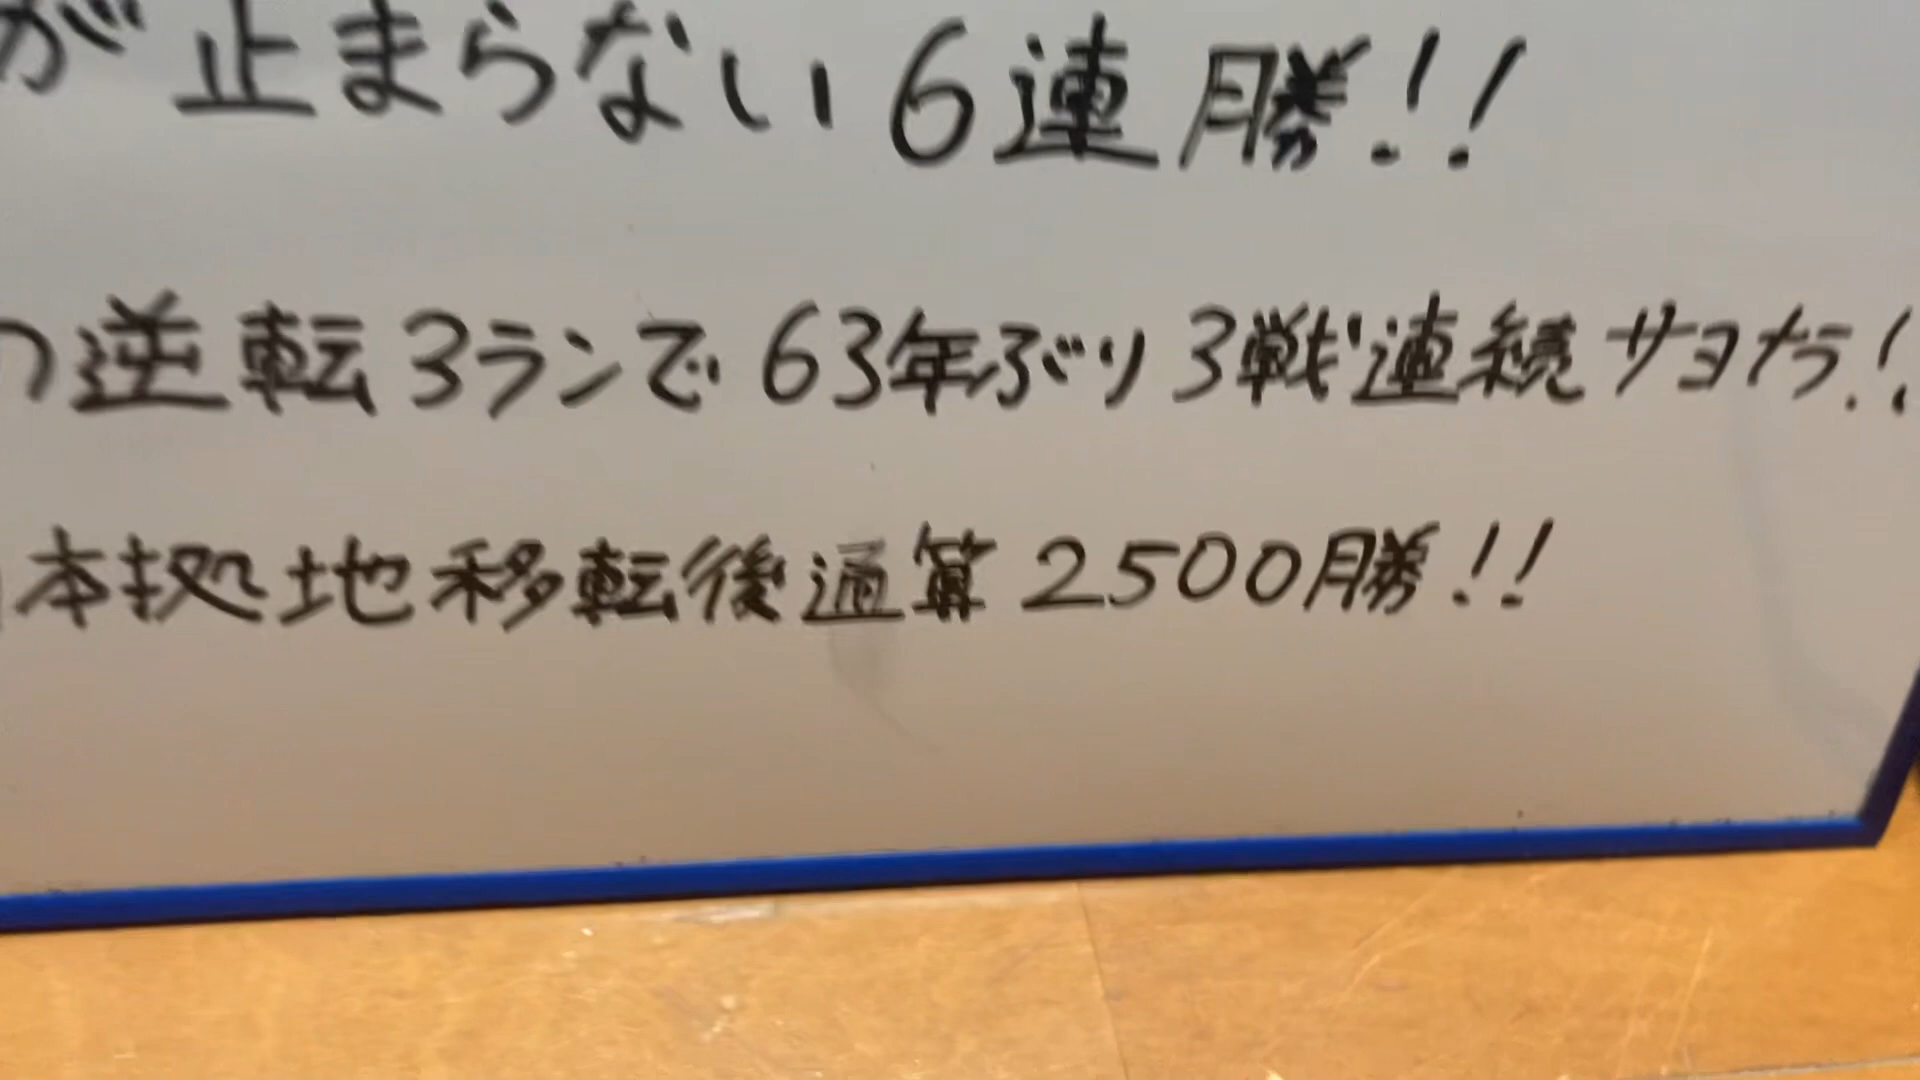 が止まらない6連勝!!
の逆転3ランで63年ぶり3戦連続サヨナラ!!
本拠地移転後通算2500勝!!